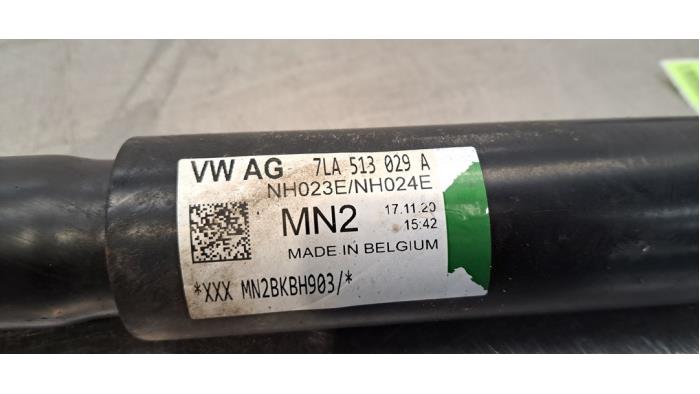 VW AG 7LA 513 029 A
NH023E/NH024E
MN2
17.11.20
15:42
MADE IN BELGIUM
*XXX MN2BKBH903/*